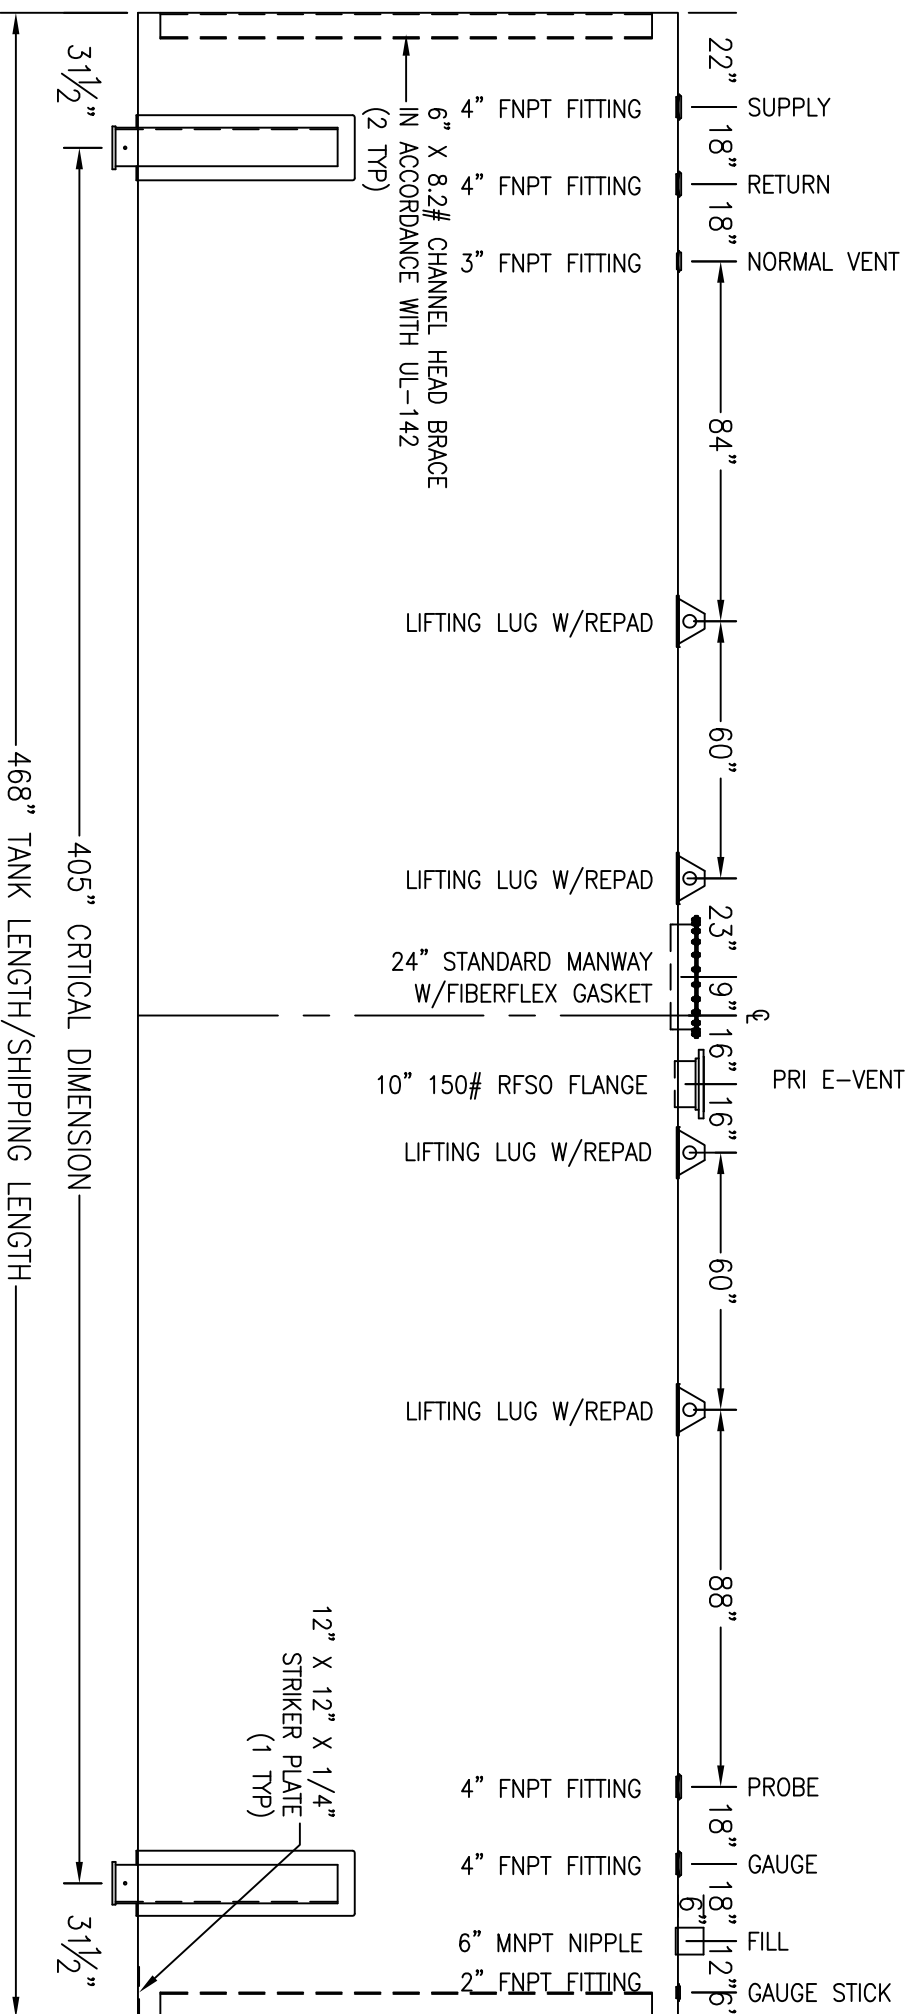 22"
4" FNPT FITTING
SUPPLY
18"
4" FNPT FITTING
RETURN
18"
3" FNPT FITTING
NORMAL VENT
31½"
6" X 8.2# CHANNEL HEAD BRACE
IN ACCORDANCE WITH UL-142
(2 TYP)
84"
LIFTING LUG W/REPAD
60"
LIFTING LUG W/REPAD
23"
24" STANDARD MANWAY
W/FIBERFLEX GASKET
9"
16"
10" 150# RFSO FLANGE
PRI E-VENT
16"
LIFTING LUG W/REPAD
60"
LIFTING LUG W/REPAD
88"
405" CRTICAL DIMENSION
468" TANK LENGTH/SHIPPING LENGTH
12" X 12" X 1/4"
STRIKER PLATE
(1 TYP)
4" FNPT FITTING
PROBE
18"
4" FNPT FITTING
GAUGE
18"
6"
6" MNPT NIPPLE
FILL
12"
2" FNPT FITTING
GAUGE STICK
6"
31½"